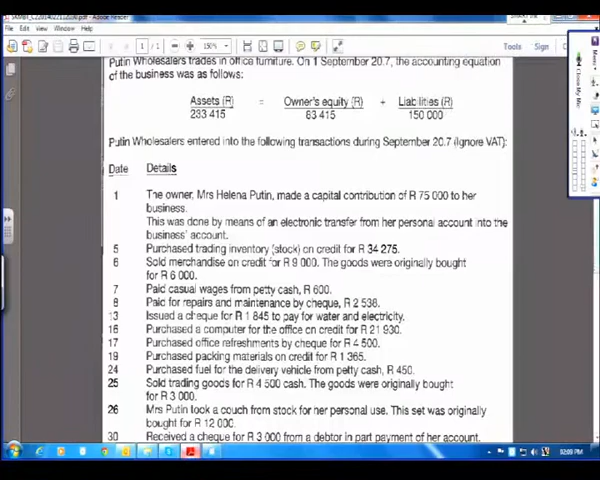 File Edit View Window Help
1 / 1
150%
Tools
Sign
Putin Wholesalers trades in office furniture. On 1 September 20.7, the accounting equation
of the business was as follows:
Assets (R) = Owner's equity (R) + Liabilities (R)
233 415 83 415 150 000
Putin Wholesalers entered into the following transactions during September 20.7 (Ignore VAT):
Date Details
1 The owner, Mrs Helena Putin, made a capital contribution of R 75 000 to her
business.
This was done by means of an electronic transfer from her personal account into the
business' account.
5 Purchased trading inventory (stock) on credit for R 34 275.
6 Sold merchandise on credit for R 9 000. The goods were originally bought
for R 6 000.
7 Paid casual wages from petty cash, R 600.
8 Paid for repairs and maintenance by cheque, R 2 538.
13 Issued a cheque for R 1 845 to pay for water and electricity.
16 Purchased a computer for the office on credit for R 21 930.
17 Purchased office refreshments by cheque for R 4 500.
19 Purchased packing materials on credit for R 1 365.
24 Purchased fuel for the delivery vehicle from petty cash, R 450.
25 Sold trading goods for R 4 500 cash. The goods were originally bought
for R 3 000.
26 Mrs Putin took a couch from stock for her personal use. This set was originally
bought for R 12 000.
30 Received a cheque for R 3 000 from a debtor in part payment of her account.
02:09 PM